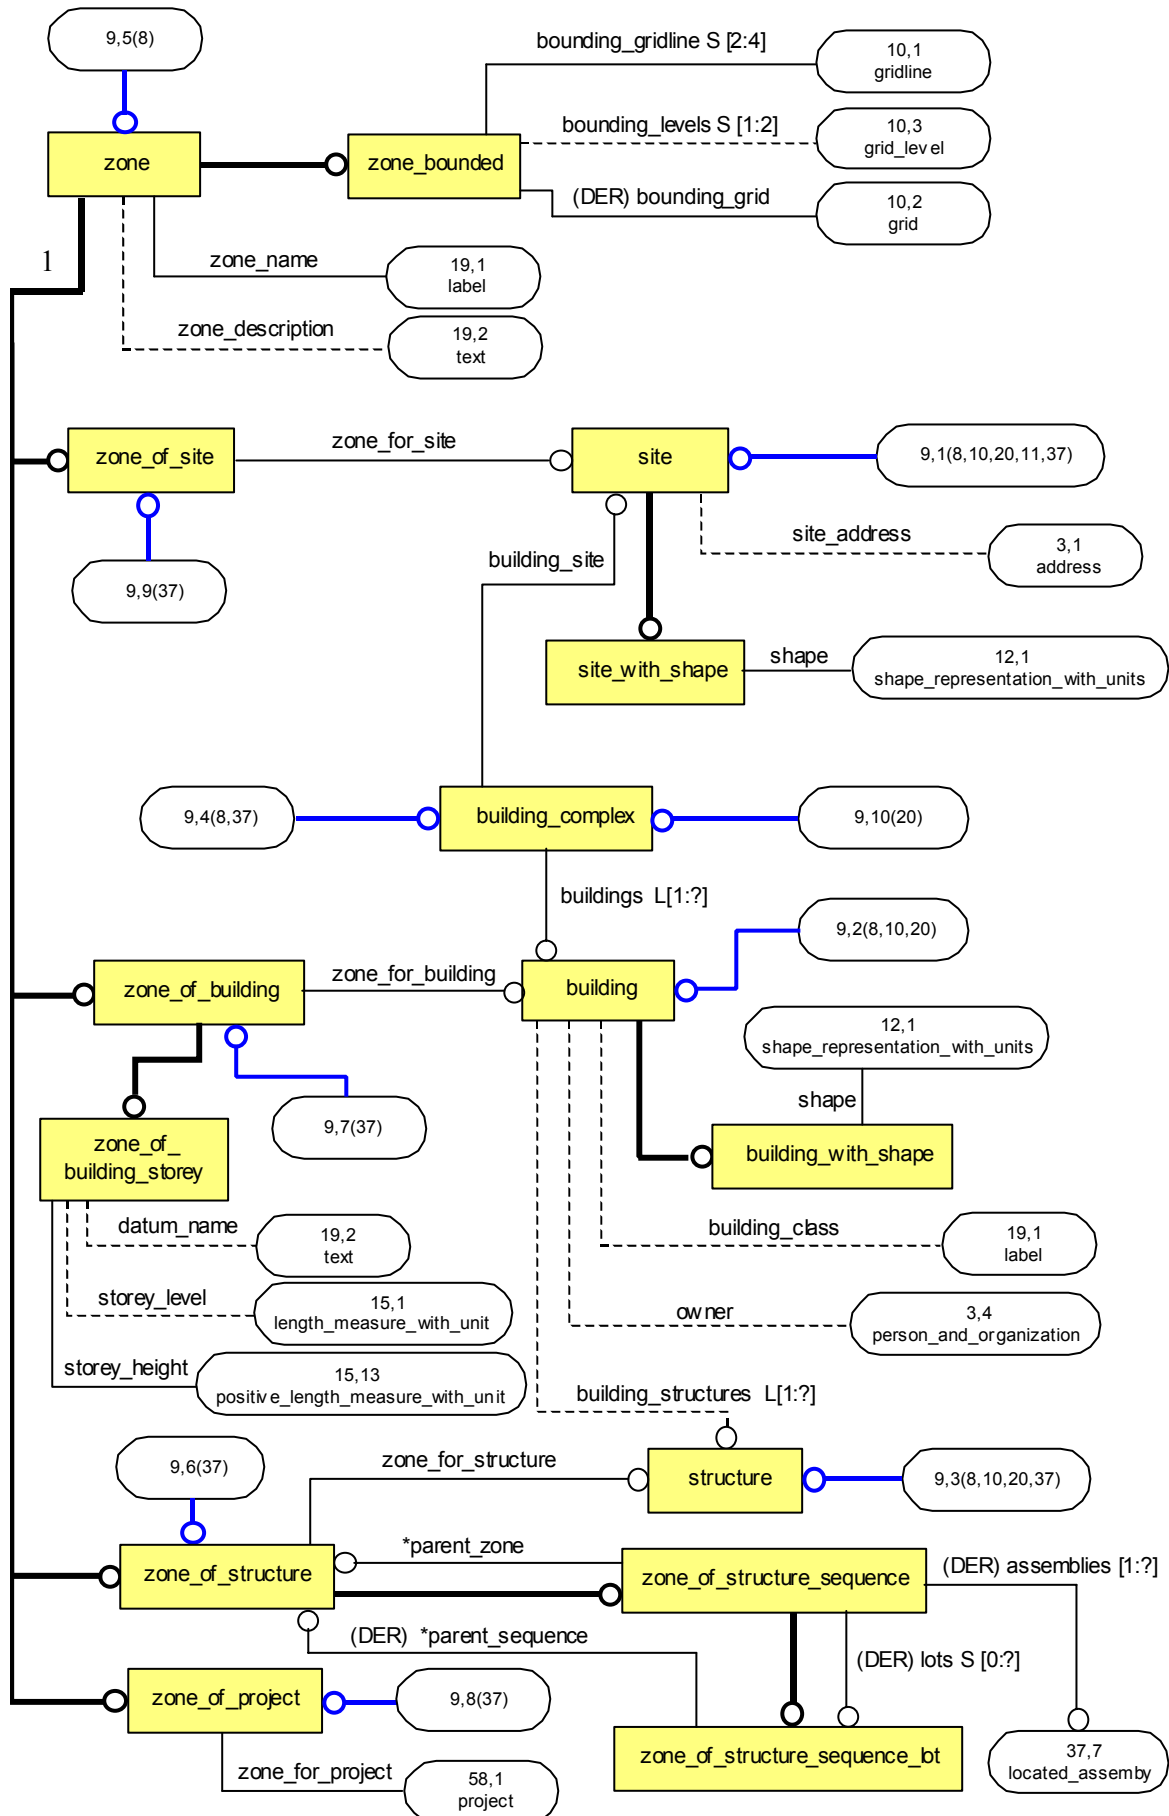 9,5(8)
bounding_gridline S [2:4]
10,1
gridline
zone
zone_bounded
bounding_levels S [1:2]
10,3
grid_level
(DER) bounding_grid
10,2
grid
1
zone_name
19,1
label
zone_description
19,2
text
zone_of_site
zone_for_site
site
9,1(8,10,20,11,37)
site_address
3,1
address
9,9(37)
building_site
site_with_shape
shape
12,1
shape_representation_with_units
9,4(8,37)
building_complex
9,10(20)
buildings L[1:?]
9,2(8,10,20)
zone_of_building
zone_for_building
building
12,1
shape_representation_with_units
9,7(37)
shape
zone_of_
building_storey
building_with_shape
datum_name
19,2
text
building_class
19,1
label
storey_level
15,1
length_measure_with_unit
owner
3,4
person_and_organization
storey_height
15,13
positive_length_measure_with_unit
building_structures L[1:?]
9,6(37)
zone_for_structure
structure
9,3(8,10,20,37)
zone_of_structure
*parent_zone
zone_of_structure_sequence
(DER) assemblies [1:?]
(DER) *parent_sequence
(DER) lots S [0:?]
zone_of_project
9,8(37)
zone_of_structure_sequence_lot
37,7
located_assemby
zone_for_project
58,1
project